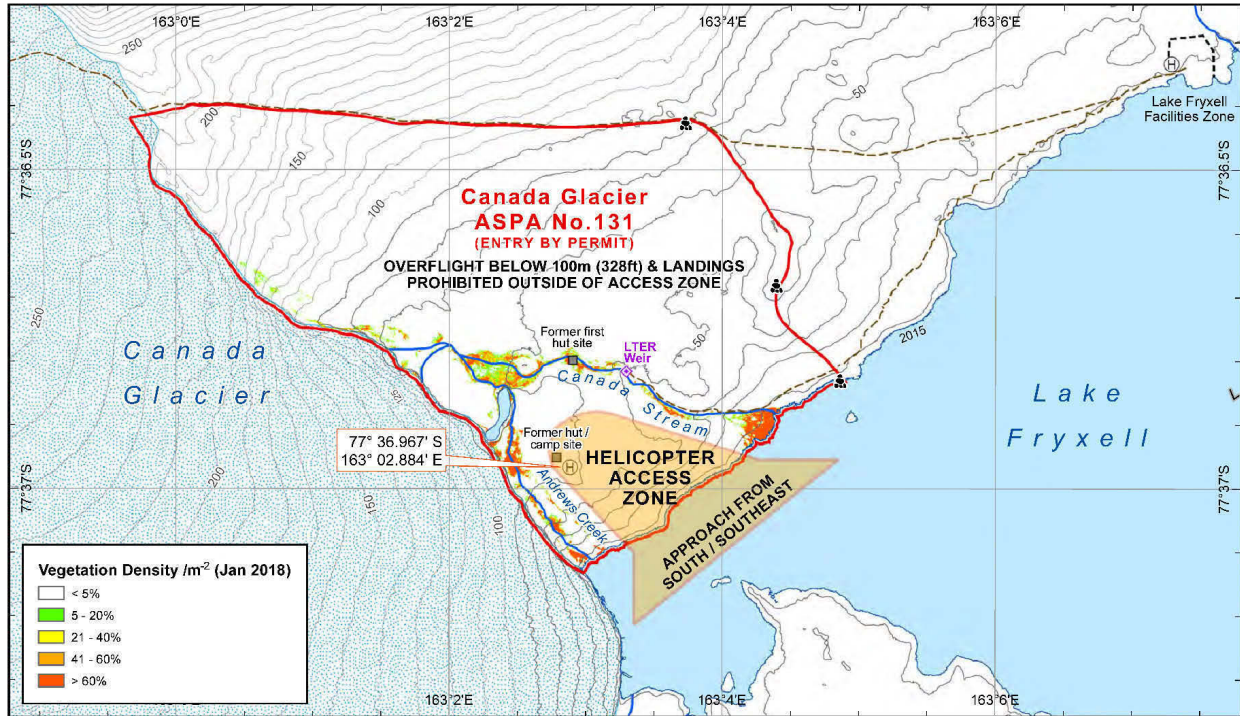 163°0'E
163°2'E
163°4'E
163°6'E
250
200
150
100
50
Lake Fryxell
Facilities Zone
H
77°36.5'S
77°36.5'S
Canada Glacier
ASPA No.131
(ENTRY BY PERMIT)
OVERFLIGHT BELOW 100m (328ft) & LANDINGS
PROHIBITED OUTSIDE OF ACCESS ZONE
250
2015
50
Former first
hut site
LTER
Weir
Canada
Glacier
Canada Stream
Lake
Fryxell
125
77° 36.967' S
163° 02.884' E
Former hut /
camp site
H
HELICOPTER
ACCESS
ZONE
Andrews Creek
77°37'S
77°37'S
200
150
100
APPROACH FROM
SOUTH / SOUTHEAST
Vegetation Density /m-2 (Jan 2018)
< 5%
5 - 20%
21 - 40%
41 - 60%
> 60%
163°2'E
163°4'E
163°6'E